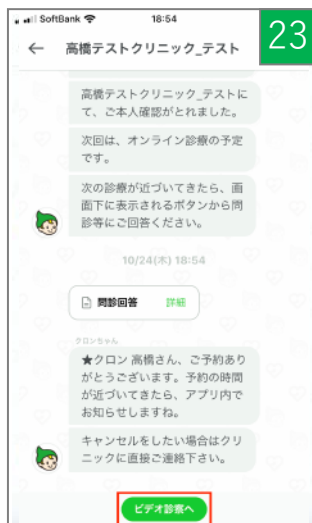 SoftBank 18:54
23
← 高橋テストクリニック_テスト
高橋テストクリニック_テストに
て、ご本人確認がとれました。
次回は、オンライン診療の予定
です。
次の診療が近づいてきたら、画
面下に表示されるボタンから問
診等にご回答ください。
10/24(木) 18:54
問診回答 詳細
クロンちゃん
★クロン 高橋さん、ご予約あり
がとうございます。予約の時間
が近づいてきたら、アプリ内で
お知らせしますね。
キャンセルをしたい場合はクリ
ニックに直接ご連絡下さい。
ビデオ診察へ